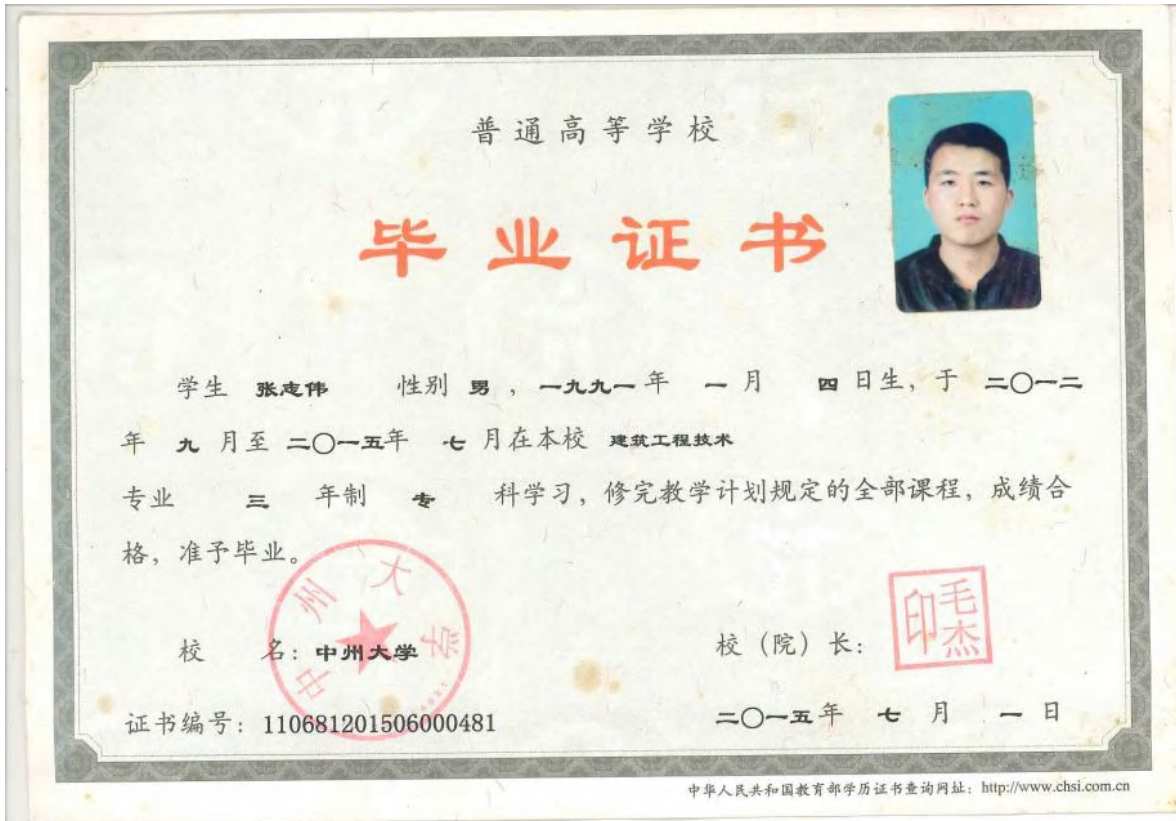 普通高等学校
毕业证书
学生 张志伟 性别 男，一九九一年 一月 四日生，于 二〇一二
年 九 月至 二〇一五年 七 月在本校 建筑工程技术
专业 三 年制 专 科学习，修完教学计划规定的全部课程，成绩合
格，准予毕业。
中州大学
校 名：中州大学
校（院）长：
毛杰印
证书编号：110681201506000481
二〇一五年 七 月 一 日
中华人民共和国教育部学历证书查询网址：http://www.chsi.com.cn